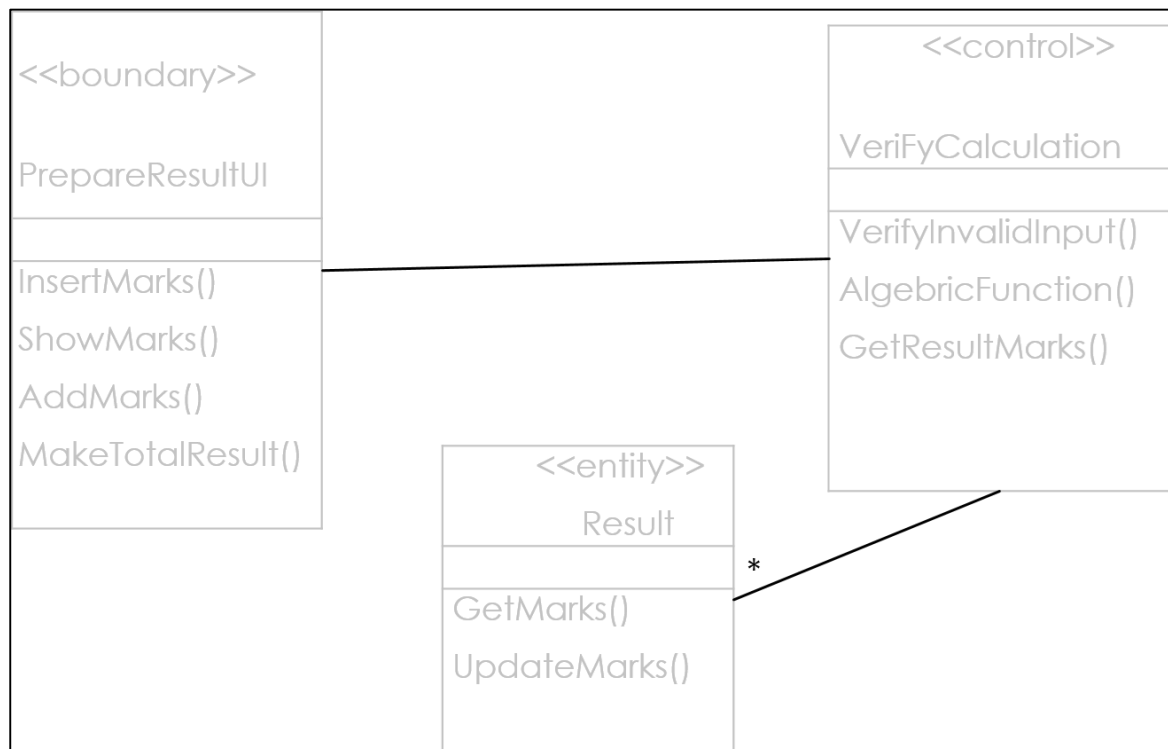 <<boundary>>
PrepareResultUI
InsertMarks()
ShowMarks()
AddMarks()
MakeTotalResult()
<<control>>
VeriFyCalculation
VerifyInvalidInput()
AlgebricFunction()
GetResultMarks()
<<entity>>
Result
*
GetMarks()
UpdateMarks()